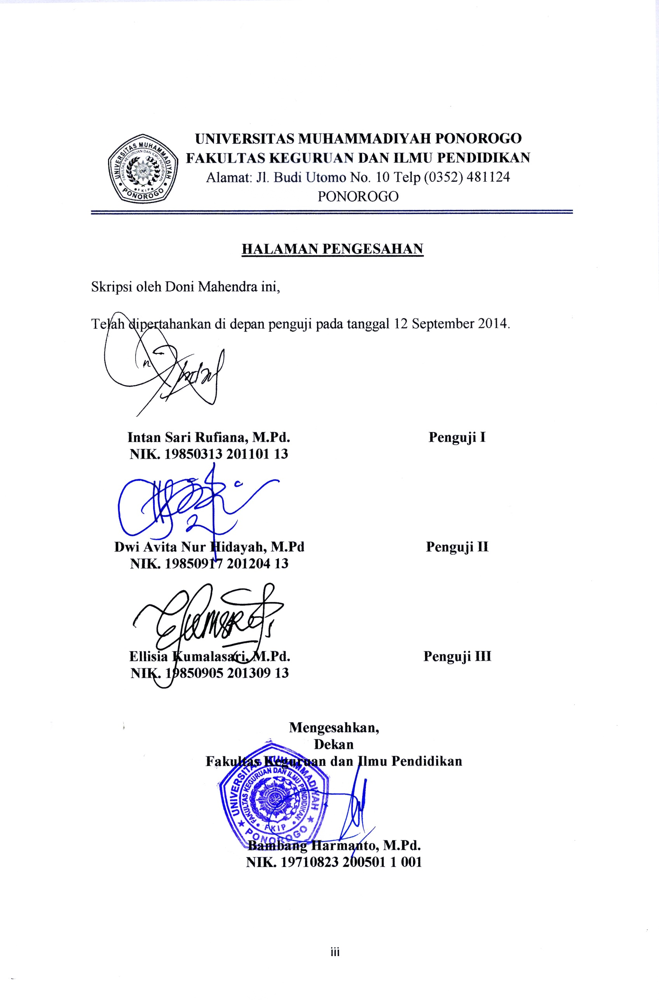 UNIVERSITAS MUHAMMADIYAH PONOROGO
FAKULTAS KEGURUAN DAN ILMU PENDIDIKAN
Alamat: Jl. Budi Utomo No. 10 Telp (0352) 481124
PONOROGO
UNIVERSITAS MUHAMMADIYAH
FAKULTAS KEGURUAN DAN ILMU PENDIDIKAN
FKIP
PONOROGO
HALAMAN PENGESAHAN
Skripsi oleh Doni Mahendra ini,
Telah dipertahankan di depan penguji pada tanggal 12 September 2014.
Intan Sari Rufiana, M.Pd. Penguji I
NIK. 19850313 201101 13
Dwi Avita Nur Hidayah, M.Pd Penguji II
NIK. 19850917 201204 13
Ellisia Kumalasari, M.Pd. Penguji III
NIK. 19850905 201309 13
Mengesahkan,
Dekan
Fakultas Keguruan dan Ilmu Pendidikan
UNIVERSITAS MUHAMMADIYAH
FAKULTAS KEGURUAN DAN ILMU PENDIDIKAN
FKIP
PONOROGO
Bambang Harmanto, M.Pd.
NIK. 19710823 200501 1 001
iii